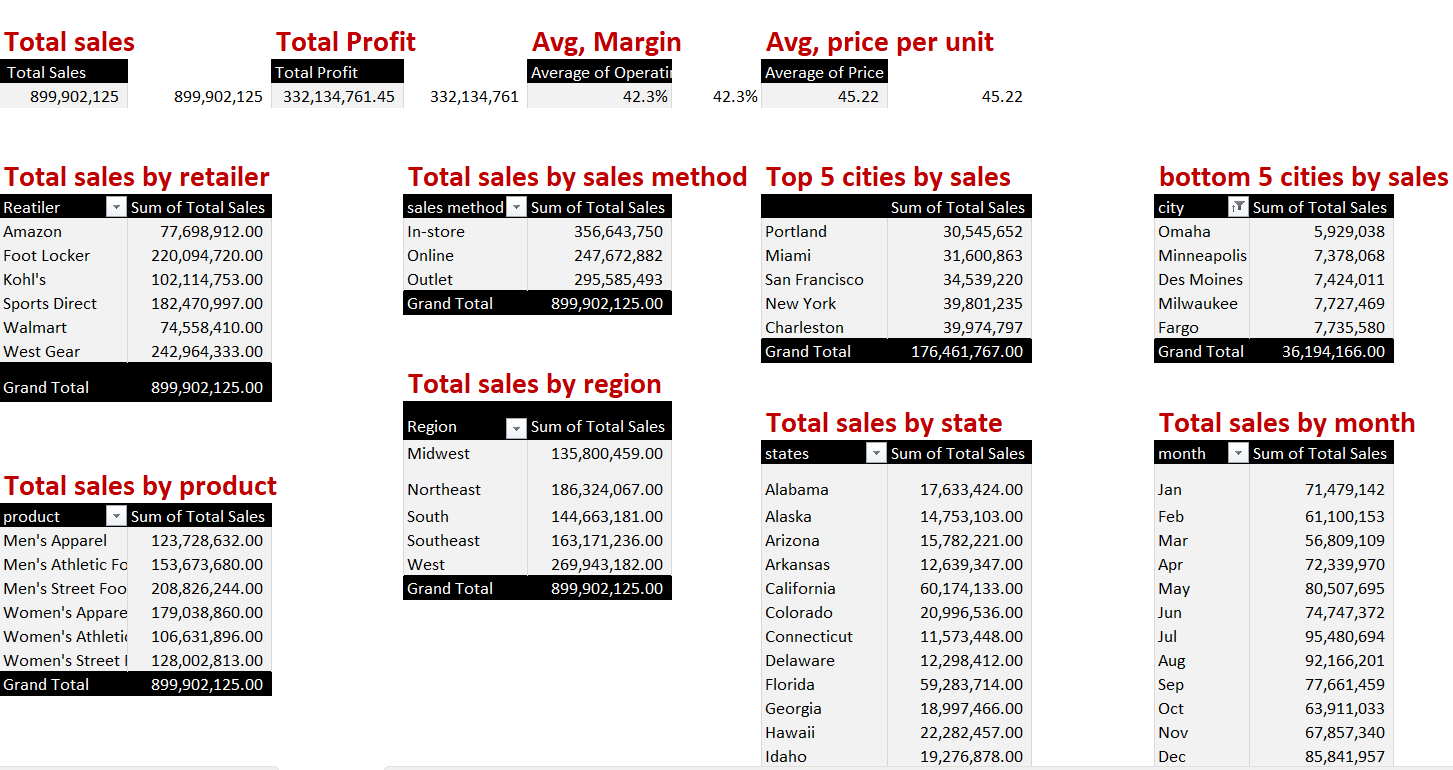 Total sales
Total Profit
Avg, Margin
Avg, price per unit
Total Sales
Total Profit
Average of Operati
Average of Price
899,902,125 899,902,125 332,134,761.45 332,134,761 42.3% 42.3% 45.22 45.22
Total sales by retailer
Reatiler Sum of Total Sales
Amazon 77,698,912.00
Foot Locker 220,094,720.00
Kohl's 102,114,753.00
Sports Direct 182,470,997.00
Walmart 74,558,410.00
West Gear 242,964,333.00
Grand Total 899,902,125.00
Total sales by product
product Sum of Total Sales
Men's Apparel 123,728,632.00
Men's Athletic Fo 153,673,680.00
Men's Street Foo 208,826,244.00
Women's Appare 179,038,860.00
Women's Athletic 106,631,896.00
Women's Street 128,002,813.00
Grand Total 899,902,125.00
Total sales by sales method
sales method Sum of Total Sales
In-store 356,643,750
Online 247,672,882
Outlet 295,585,493
Grand Total 899,902,125.00
Total sales by region
Region Sum of Total Sales
Midwest 135,800,459.00
Northeast 186,324,067.00
South 144,663,181.00
Southeast 163,171,236.00
West 269,943,182.00
Grand Total 899,902,125.00
Top 5 cities by sales
Sum of Total Sales
Portland 30,545,652
Miami 31,600,863
San Francisco 34,539,220
New York 39,801,235
Charleston 39,974,797
Grand Total 176,461,767.00
Total sales by state
states Sum of Total Sales
Alabama 17,633,424.00
Alaska 14,753,103.00
Arizona 15,782,221.00
Arkansas 12,639,347.00
California 60,174,133.00
Colorado 20,996,536.00
Connecticut 11,573,448.00
Delaware 12,298,412.00
Florida 59,283,714.00
Georgia 18,997,466.00
Hawaii 22,282,457.00
Idaho 19,276,878.00
bottom 5 cities by sales
city Sum of Total Sales
Omaha 5,929,038
Minneapolis 7,378,068
Des Moines 7,424,011
Milwaukee 7,727,469
Fargo 7,735,580
Grand Total 36,194,166.00
Total sales by month
month Sum of Total Sales
Jan 71,479,142
Feb 61,100,153
Mar 56,809,109
Apr 72,339,970
May 80,507,695
Jun 74,747,372
Jul 95,480,694
Aug 92,166,201
Sep 77,661,459
Oct 63,911,033
Nov 67,857,340
Dec 85,841,957